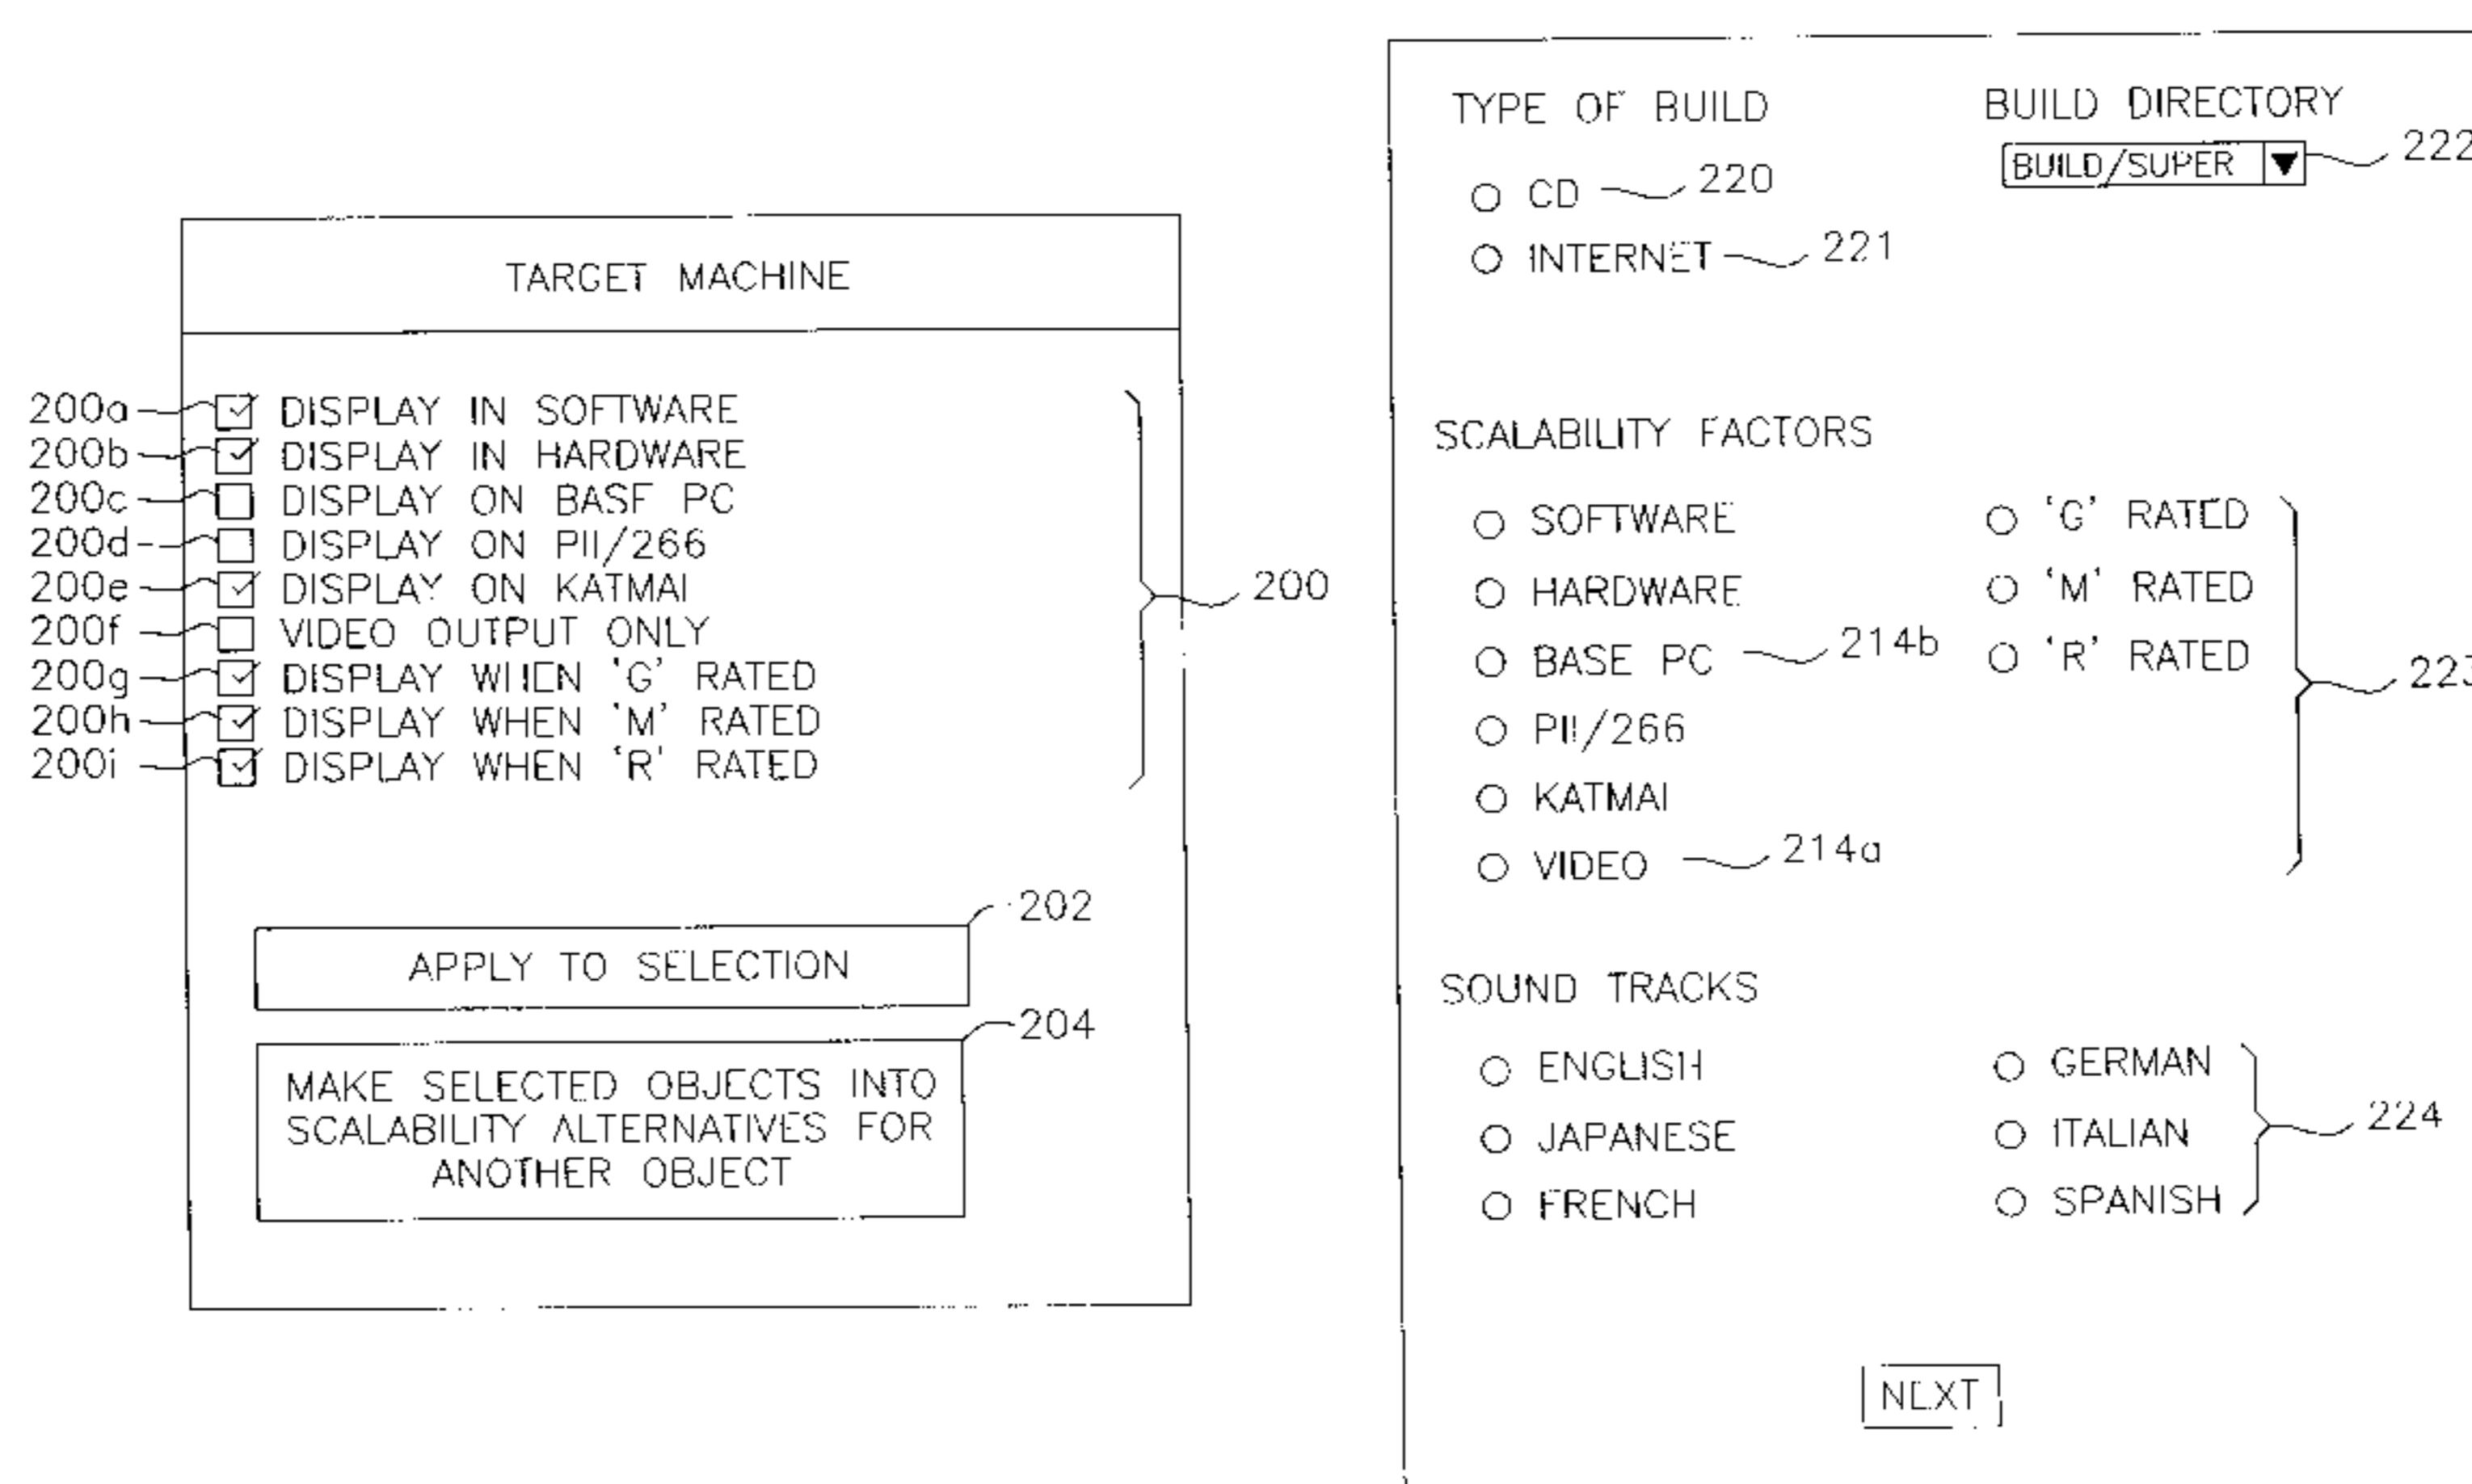 TARGET MACHINE
200a DISPLAY IN SOFTWARE
200b DISPLAY IN HARDWARE
200c DISPLAY ON BASE PC
200d DISPLAY ON PII/266
200e DISPLAY ON KATMAI
200f VIDEO OUTPUT ONLY
200g DISPLAY WHEN 'G' RATED
200h DISPLAY WHEN 'M' RATED
200i DISPLAY WHEN 'R' RATED
200
202
APPLY TO SELECTION
204
MAKE SELECTED OBJECTS INTO
SCALABILITY ALTERNATIVES FOR
ANOTHER OBJECT
TYPE OF BUILD
CD 220
INTERNET 221
BUILD DIRECTORY
BUILD/SUPER 222
SCALABILITY FACTORS
SOFTWARE
HARDWARE
BASE PC 214b
PII/266
KATMAI
VIDEO 214a
'G' RATED
'M' RATED
'R' RATED
223
SOUND TRACKS
ENGLISH
JAPANESE
FRENCH
GERMAN
ITALIAN
SPANISH
224
NEXT